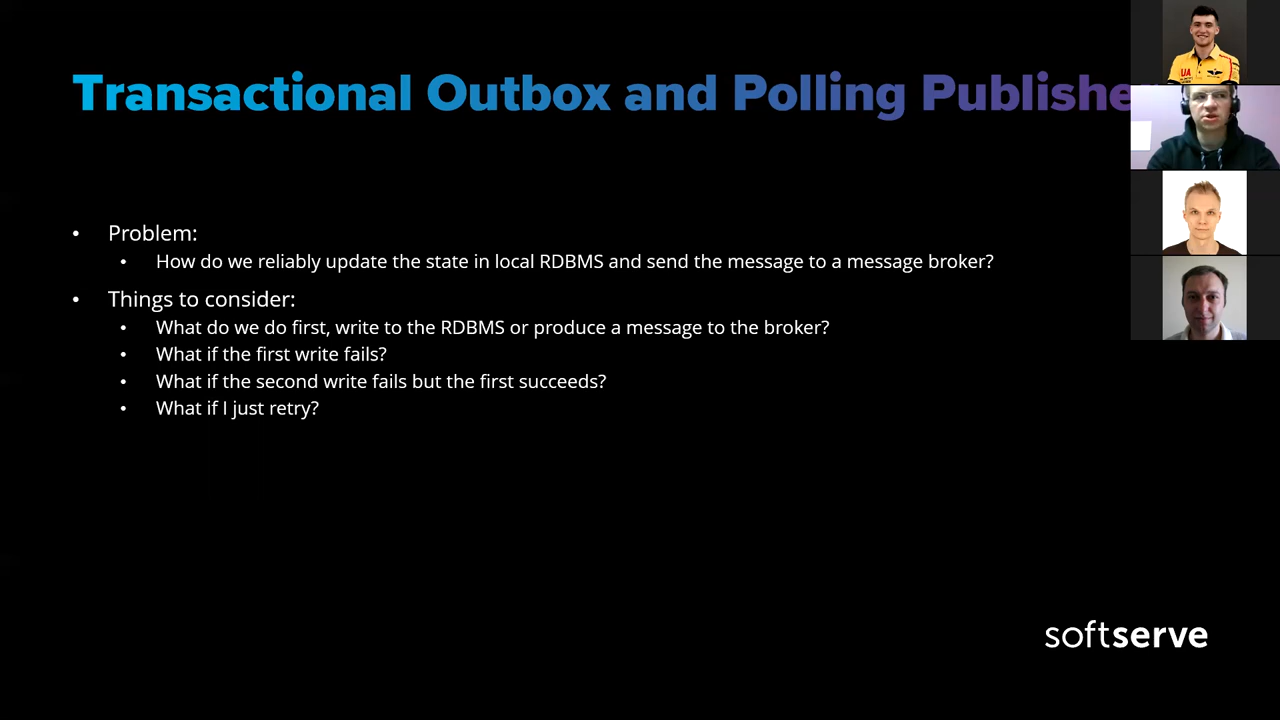 Transactional Outbox and Polling Publishe
• Problem:
• How do we reliably update the state in local RDBMS and send the message to a message broker?
• Things to consider:
• What do we do first, write to the RDBMS or produce a message to the broker?
• What if the first write fails?
• What if the second write fails but the first succeeds?
• What if I just retry?
softserve
UA